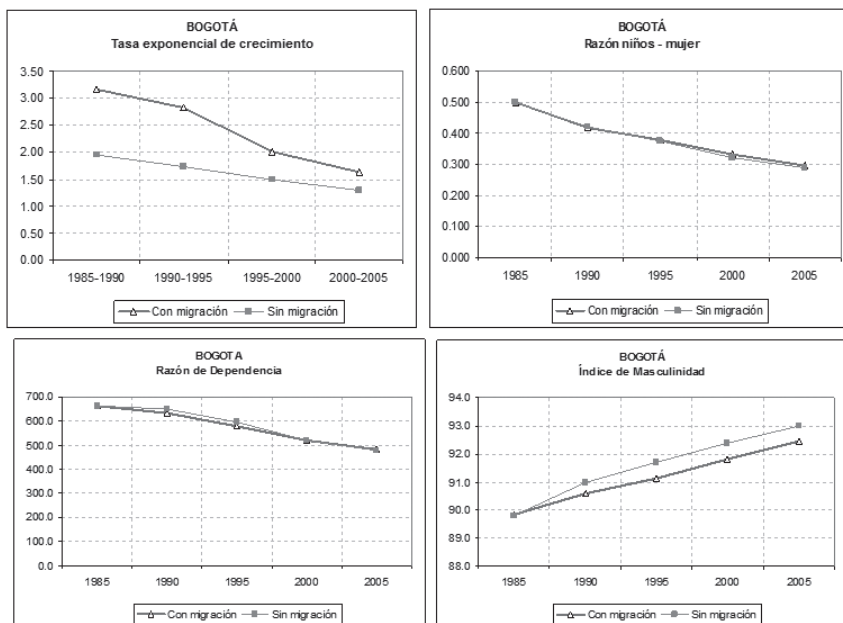 BOGOTÁ
Tasa exponencial de crecimiento
3.50
3.00
2.50
2.00
1.50
1.00
0.50
0.00
1985-1990 1990-1995 1995-2000 2000-2005
Con migración Sin migración
BOGOTÁ
Razón niños - mujer
0.600
0.500
0.400
0.300
0.200
0.100
0.000
1985 1990 1995 2000 2005
Con migración Sin migración
BOGOTA
Razón de Dependencia
700.0
600.0
500.0
400.0
300.0
200.0
100.0
0.0
1985 1990 1995 2000 2005
Con migración Sin migración
BOGOTÁ
Índice de Masculinidad
94.0
93.0
92.0
91.0
90.0
89.0
88.0
1985 1990 1995 2000 2005
Con migración Sin migración